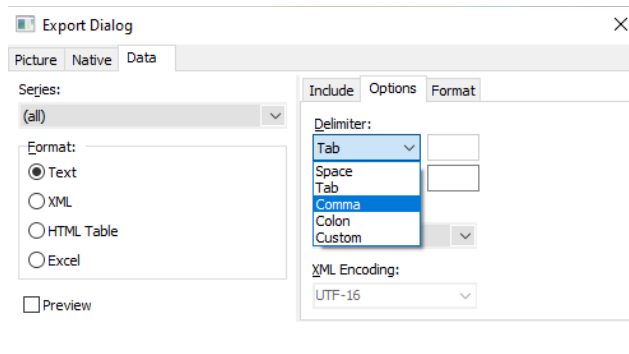 Export Dialog
Picture Native Data
Series:
(all)
Format:
Text
XML
HTML Table
Excel
Preview
Include Options Format
Delimiter:
Tab
Space
Tab
Comma
Colon
Custom
XML Encoding:
UTF-16